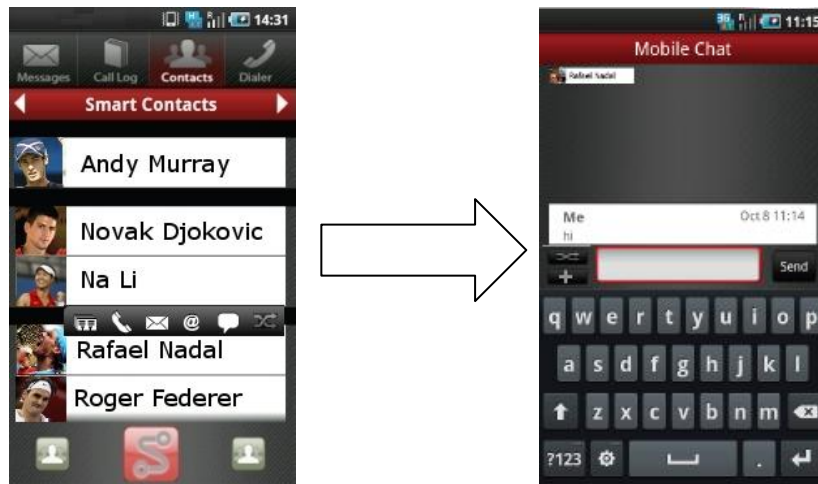 14:31
Messages Call Log Contacts Dialer
Smart Contacts
Andy Murray
Novak Djokovic
Na Li
@
Rafael Nadal
Roger Federer
11:15
Mobile Chat
Rafael Nadal
Me Oct 8 11:14
hi
Send
q w e r t y u i o p
a s d f g h j k l
z x c v b n m
?123 .